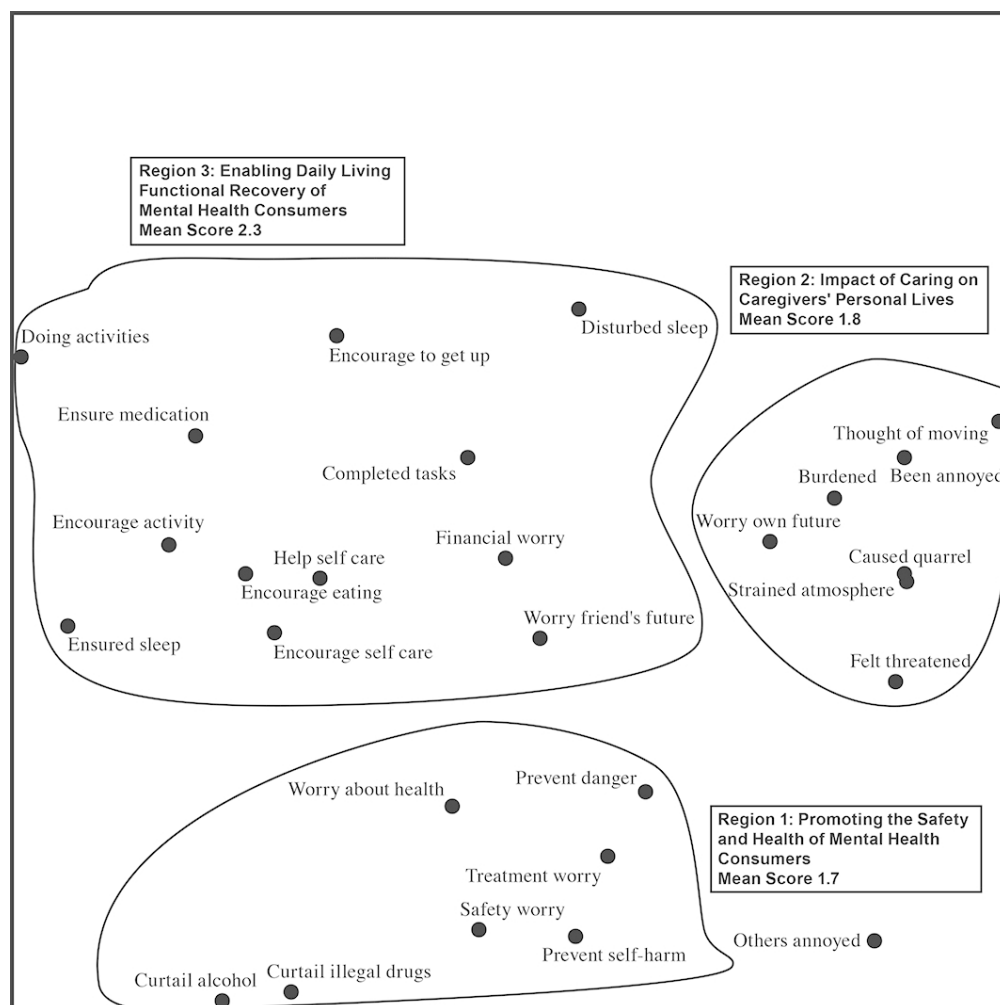 Region 3: Enabling Daily Living
Functional Recovery of
Mental Health Consumers
Mean Score 2.3
Region 2: Impact of Caring on
Caregivers' Personal Lives
Mean Score 1.8
Doing activities
Encourage to get up
Disturbed sleep
Ensure medication
Thought of moving
Completed tasks
Burdened
Been annoyed
Encourage activity
Worry own future
Financial worry
Help self care
Caused quarrel
Encourage eating
Strained atmosphere
Worry friend's future
Ensured sleep
Encourage self care
Felt threatened
Worry about health
Prevent danger
Region 1: Promoting the Safety
and Health of Mental Health
Consumers
Mean Score 1.7
Treatment worry
Safety worry
Others annoyed
Prevent self-harm
Curtail alcohol
Curtail illegal drugs